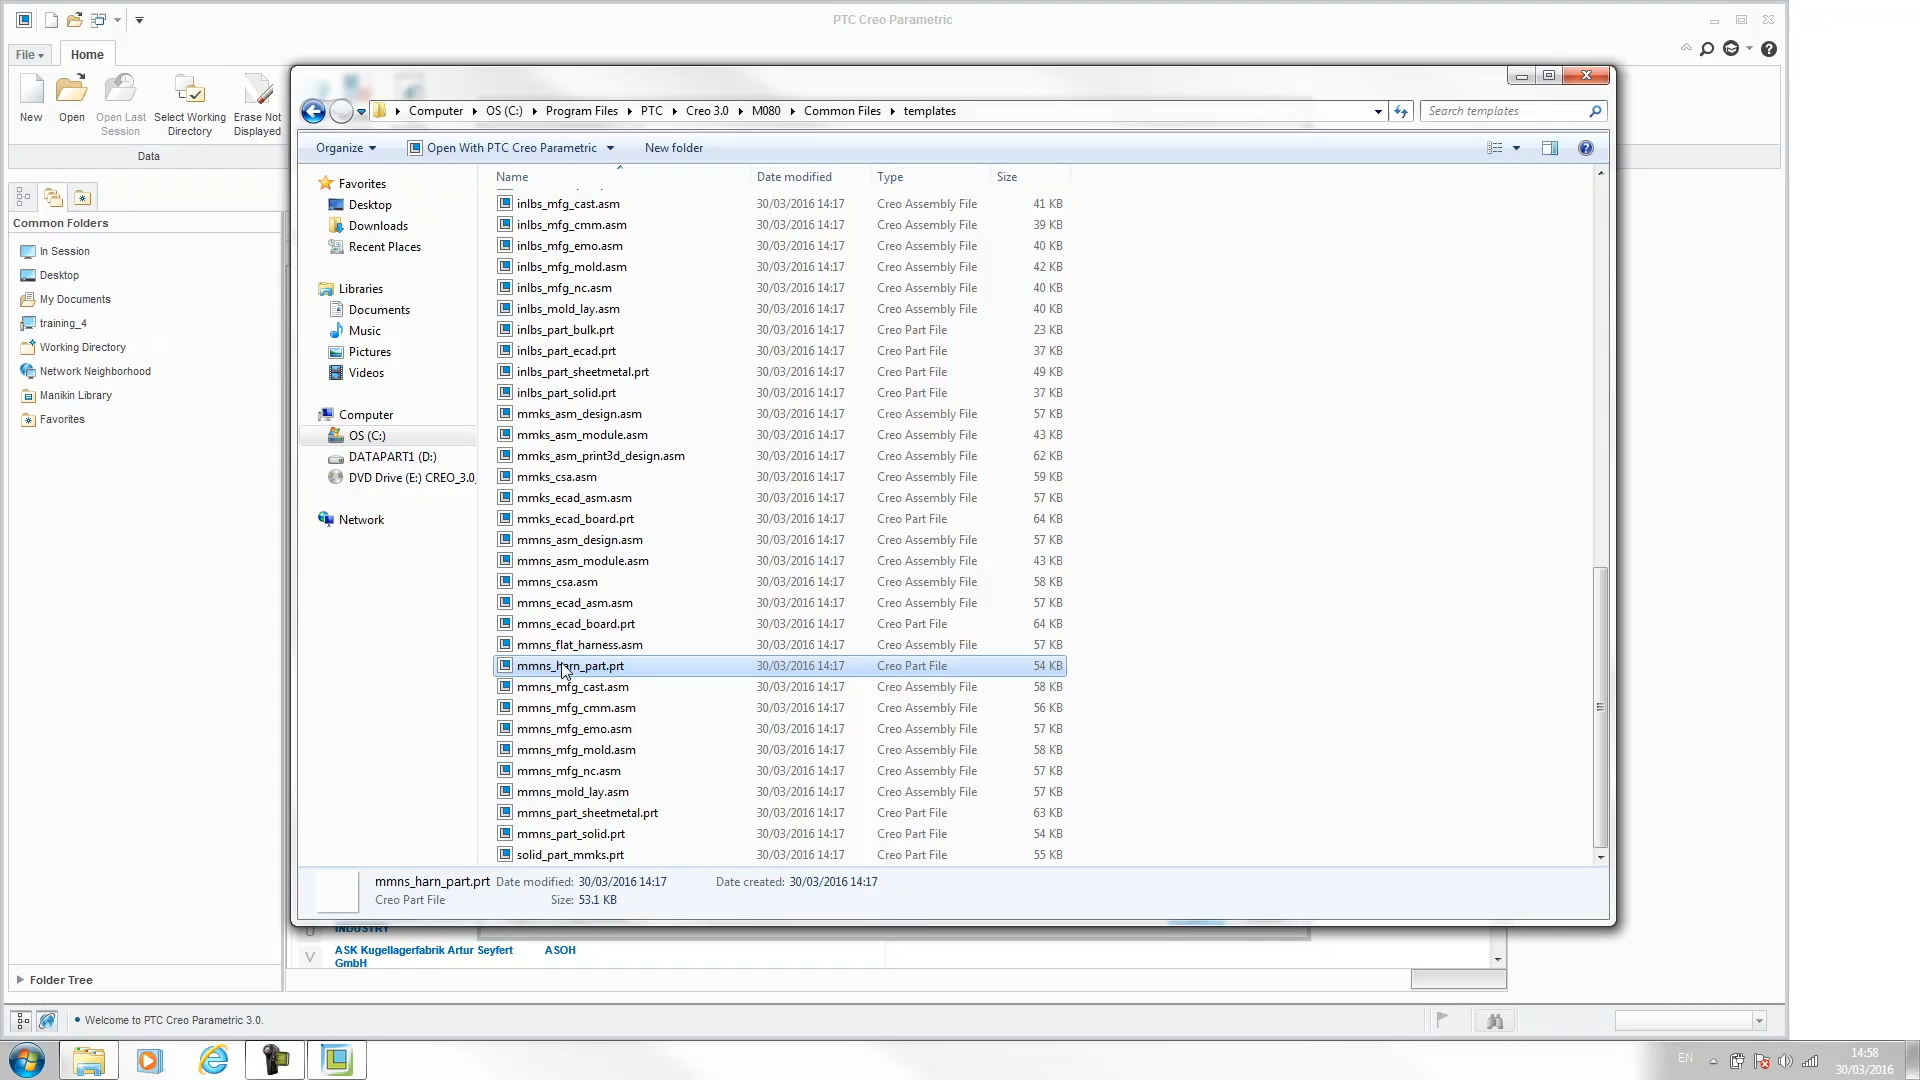 PTC Creo Parametric
File
Home
New
Open
Open Last Session
Select Working Directory
Erase Not Displayed
Data
Common Folders
In Session
Desktop
My Documents
training_4
Working Directory
Network Neighborhood
Manikin Library
Favorites
Folder Tree
Computer OS (C:) Program Files PTC Creo 3.0 M080 Common Files templates
Search templates
Organize Open With PTC Creo Parametric New folder
Favorites
Desktop
Downloads
Recent Places
Libraries
Documents
Music
Pictures
Videos
Computer
OS (C:)
DATAPART1 (D:)
DVD Drive (E:) CREO_3.0
Network
Name Date modified Type Size
inlbs_mfg_cast.asm 30/03/2016 14:17 Creo Assembly File 41 KB
inlbs_mfg_cmm.asm 30/03/2016 14:17 Creo Assembly File 39 KB
inlbs_mfg_emo.asm 30/03/2016 14:17 Creo Assembly File 40 KB
inlbs_mfg_mold.asm 30/03/2016 14:17 Creo Assembly File 42 KB
inlbs_mfg_nc.asm 30/03/2016 14:17 Creo Assembly File 40 KB
inlbs_mold_lay.asm 30/03/2016 14:17 Creo Assembly File 40 KB
inlbs_part_bulk.prt 30/03/2016 14:17 Creo Part File 23 KB
inlbs_part_ecad.prt 30/03/2016 14:17 Creo Part File 37 KB
inlbs_part_sheetmetal.prt 30/03/2016 14:17 Creo Part File 49 KB
inlbs_part_solid.prt 30/03/2016 14:17 Creo Part File 37 KB
mmks_asm_design.asm 30/03/2016 14:17 Creo Assembly File 57 KB
mmks_asm_module.asm 30/03/2016 14:17 Creo Assembly File 43 KB
mmks_asm_print3d_design.asm 30/03/2016 14:17 Creo Assembly File 62 KB
mmks_csa.asm 30/03/2016 14:17 Creo Assembly File 59 KB
mmks_ecad_asm.asm 30/03/2016 14:17 Creo Assembly File 57 KB
mmks_ecad_board.prt 30/03/2016 14:17 Creo Part File 64 KB
mmns_asm_design.asm 30/03/2016 14:17 Creo Assembly File 57 KB
mmns_asm_module.asm 30/03/2016 14:17 Creo Assembly File 43 KB
mmns_csa.asm 30/03/2016 14:17 Creo Assembly File 58 KB
mmns_ecad_asm.asm 30/03/2016 14:17 Creo Assembly File 57 KB
mmns_ecad_board.prt 30/03/2016 14:17 Creo Part File 64 KB
mmns_flat_harness.asm 30/03/2016 14:17 Creo Assembly File 57 KB
mmns_harn_part.prt 30/03/2016 14:17 Creo Part File 54 KB
mmns_mfg_cast.asm 30/03/2016 14:17 Creo Assembly File 58 KB
mmns_mfg_cmm.asm 30/03/2016 14:17 Creo Assembly File 56 KB
mmns_mfg_emo.asm 30/03/2016 14:17 Creo Assembly File 57 KB
mmns_mfg_mold.asm 30/03/2016 14:17 Creo Assembly File 58 KB
mmns_mfg_nc.asm 30/03/2016 14:17 Creo Assembly File 57 KB
mmns_mold_lay.asm 30/03/2016 14:17 Creo Assembly File 57 KB
mmns_part_sheetmetal.prt 30/03/2016 14:17 Creo Part File 63 KB
mmns_part_solid.prt 30/03/2016 14:17 Creo Part File 54 KB
solid_part_mmks.prt 30/03/2016 14:17 Creo Part File 55 KB
mmns_harn_part.prt Date modified: 30/03/2016 14:17 Date created: 30/03/2016 14:17
Creo Part File Size: 53.1 KB
INDUSTRY
V ASK Kugellagerfabrik Artur Seyfert ASOH
GmbH
• Welcome to PTC Creo Parametric 3.0.
EN
14:58
30/03/2016